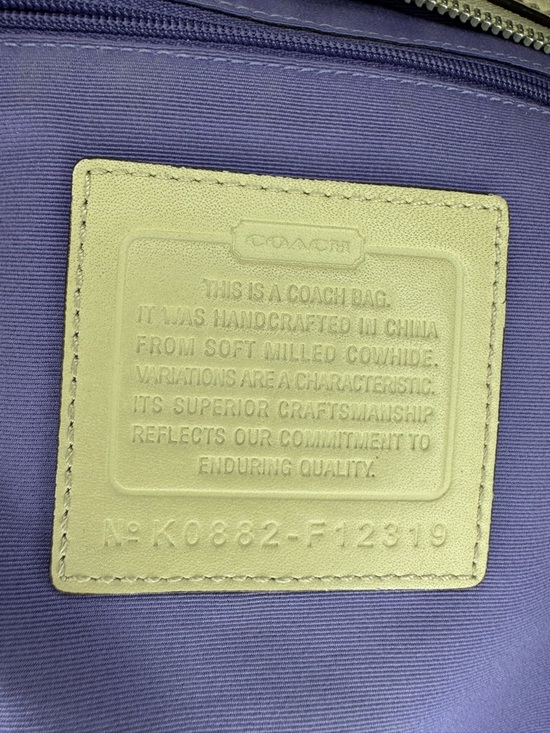 COACH
THIS IS A COACH BAG.
IT WAS HANDCRAFTED IN CHINA
FROM SOFT MILLED COWHIDE.
VARIATIONS ARE A CHARACTERISTIC.
ITS SUPERIOR CRAFTSMANSHIP
REFLECTS OUR COMMITMENT TO
ENDURING QUALITY.
Nº K0882-F12319